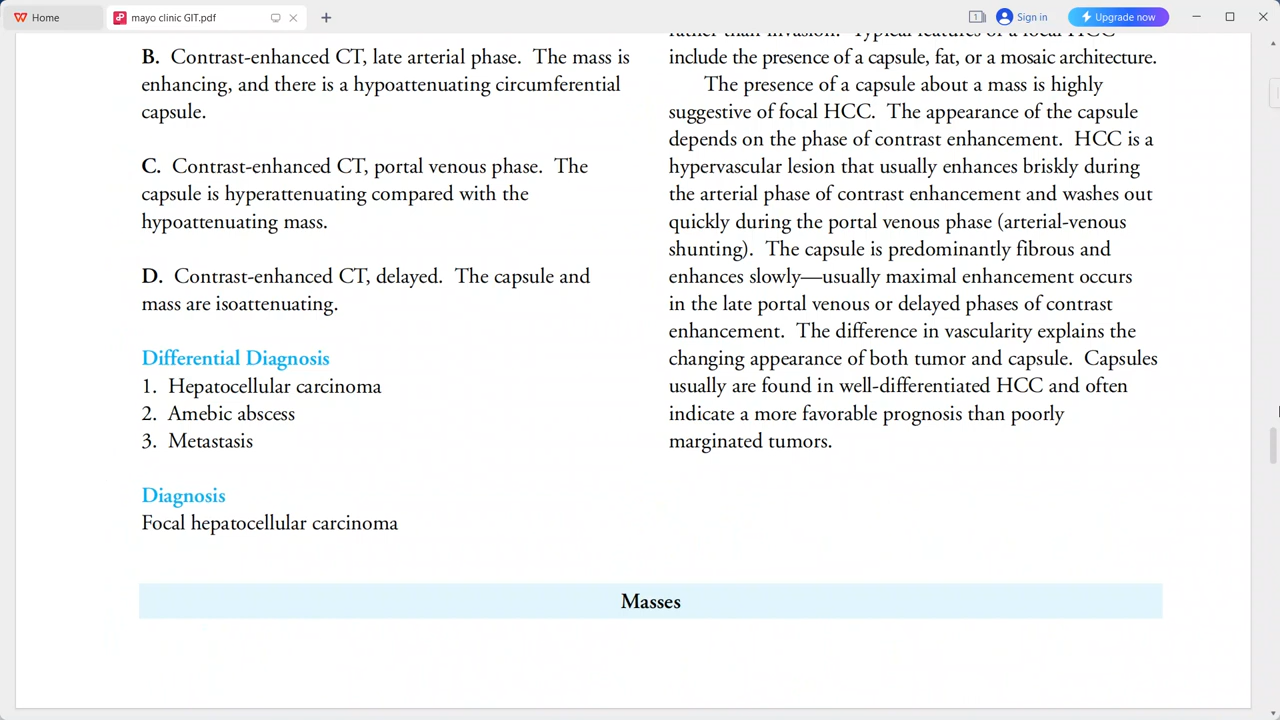 Home
mayo clinic GIT.pdf
1
Sign in
Upgrade now
B. Contrast-enhanced CT, late arterial phase. The mass is
enhancing, and there is a hypoattenuating circumferential
capsule.
C. Contrast-enhanced CT, portal venous phase. The
capsule is hyperattenuating compared with the
hypoattenuating mass.
D. Contrast-enhanced CT, delayed. The capsule and
mass are isoattenuating.
Differential Diagnosis
1. Hepatocellular carcinoma
2. Amebic abscess
3. Metastasis
Diagnosis
Focal hepatocellular carcinoma
rather than invasion. Typical features of a focal HCC
include the presence of a capsule, fat, or a mosaic architecture.
The presence of a capsule about a mass is highly
suggestive of focal HCC. The appearance of the capsule
depends on the phase of contrast enhancement. HCC is a
hypervascular lesion that usually enhances briskly during
the arterial phase of contrast enhancement and washes out
quickly during the portal venous phase (arterial-venous
shunting). The capsule is predominantly fibrous and
enhances slowly—usually maximal enhancement occurs
in the late portal venous or delayed phases of contrast
enhancement. The difference in vascularity explains the
changing appearance of both tumor and capsule. Capsules
usually are found in well-differentiated HCC and often
indicate a more favorable prognosis than poorly
marginated tumors.
Masses